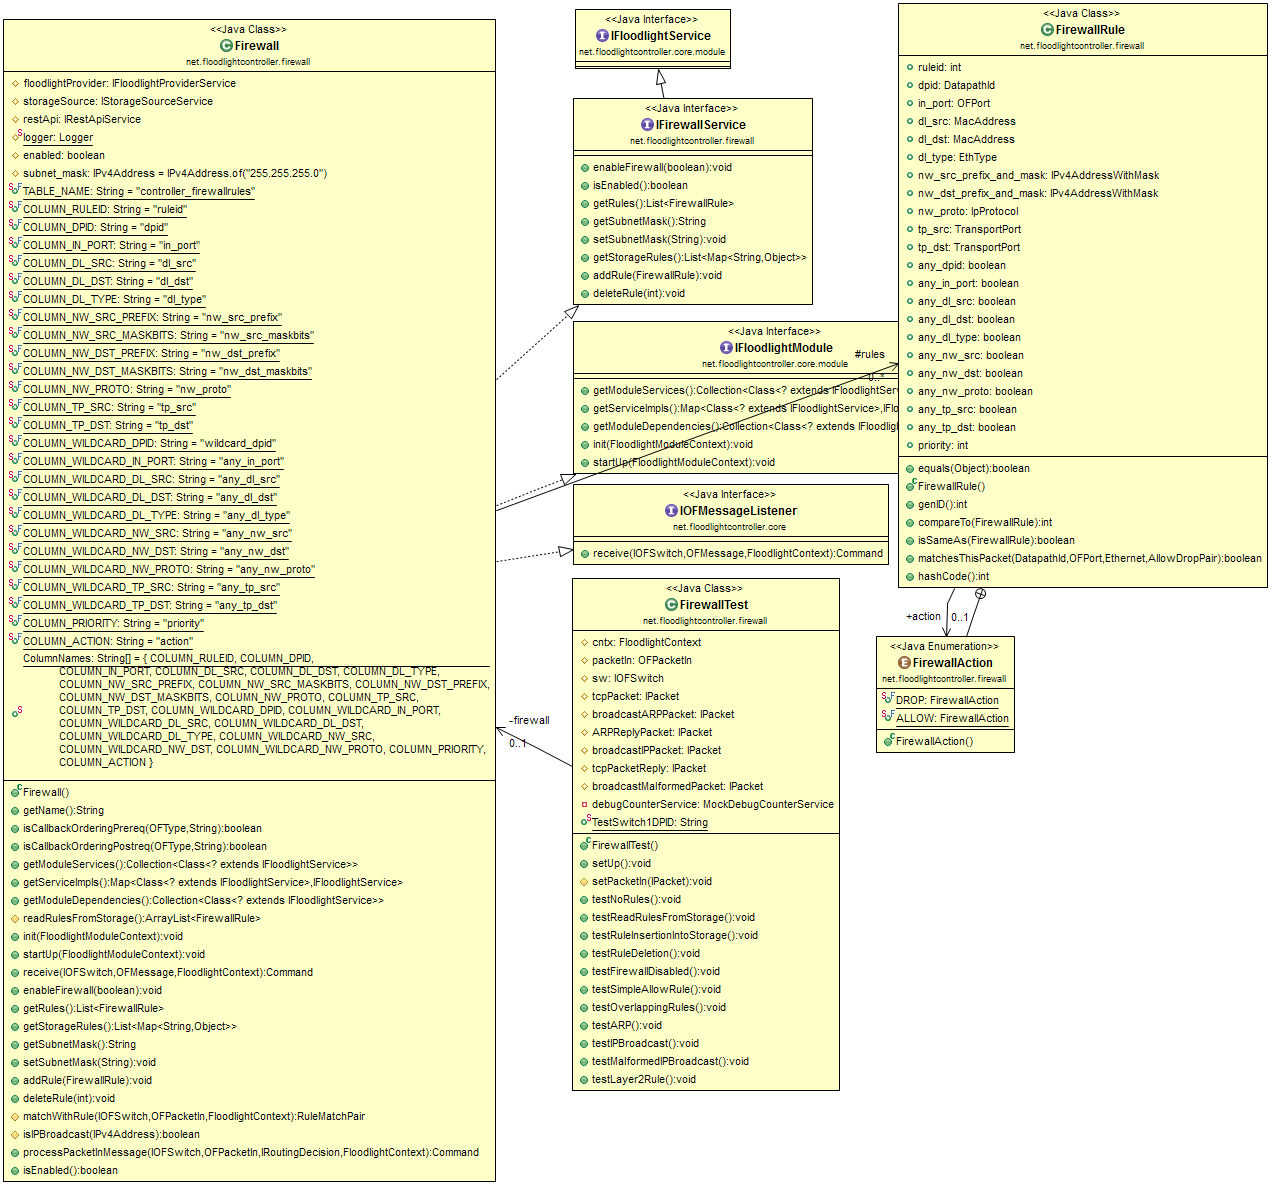 <<Java Class>>
Firewall
net.floodlightcontroller.firewall
floodlightProvider: IFloodlightProviderService
storageSource: IStorageSourceService
restApi: IRestApiService
logger: Logger
enabled: boolean
subnet_mask: IPv4Address = IPv4Address.of("255.255.255.0")
TABLE_NAME: String = "controller_firewallrules"
COLUMN_RULEID: String = "ruleid"
COLUMN_DPID: String = "dpid"
COLUMN_IN_PORT: String = "in_port"
COLUMN_DL_SRC: String = "dl_src"
COLUMN_DL_DST: String = "dl_dst"
COLUMN_DL_TYPE: String = "dl_type"
COLUMN_NW_SRC_PREFIX: String = "nw_src_prefix"
COLUMN_NW_SRC_MASKBITS: String = "nw_src_maskbits"
COLUMN_NW_DST_PREFIX: String = "nw_dst_prefix"
COLUMN_NW_DST_MASKBITS: String = "nw_dst_maskbits"
COLUMN_NW_PROTO: String = "nw_proto"
COLUMN_TP_SRC: String = "tp_src"
COLUMN_TP_DST: String = "tp_dst"
COLUMN_WILDCARD_DPID: String = "wildcard_dpid"
COLUMN_WILDCARD_IN_PORT: String = "any_in_port"
COLUMN_WILDCARD_DL_SRC: String = "any_dl_src"
COLUMN_WILDCARD_DL_DST: String = "any_dl_dst"
COLUMN_WILDCARD_DL_TYPE: String = "any_dl_type"
COLUMN_WILDCARD_NW_SRC: String = "any_nw_src"
COLUMN_WILDCARD_NW_DST: String = "any_nw_dst"
COLUMN_WILDCARD_NW_PROTO: String = "any_nw_proto"
COLUMN_WILDCARD_TP_SRC: String = "any_tp_src"
COLUMN_WILDCARD_TP_DST: String = "any_tp_dst"
COLUMN_PRIORITY: String = "priority"
COLUMN_ACTION: String = "action"
ColumnNames: String[] = { COLUMN_RULEID, COLUMN_DPID,
COLUMN_IN_PORT, COLUMN_DL_SRC, COLUMN_DL_DST, COLUMN_DL_TYPE,
COLUMN_NW_SRC_PREFIX, COLUMN_NW_SRC_MASKBITS, COLUMN_NW_DST_PREFIX,
COLUMN_NW_DST_MASKBITS, COLUMN_NW_PROTO, COLUMN_TP_SRC,
COLUMN_TP_DST, COLUMN_WILDCARD_DPID, COLUMN_WILDCARD_IN_PORT,
COLUMN_WILDCARD_DL_SRC, COLUMN_WILDCARD_DL_DST,
COLUMN_WILDCARD_DL_TYPE, COLUMN_WILDCARD_NW_SRC,
COLUMN_WILDCARD_NW_DST, COLUMN_WILDCARD_NW_PROTO, COLUMN_PRIORITY,
COLUMN_ACTION }
Firewall()
getName():String
isCallbackOrderingPrereq(OFType,String):boolean
isCallbackOrderingPostreq(OFType,String):boolean
getModuleServices():Collection<Class<? extends IFloodlightService>>
getServiceImpls():Map<Class<? extends IFloodlightService>,IFloodlightService>
getModuleDependencies():Collection<Class<? extends IFloodlightService>>
readRulesFromStorage():ArrayList<FirewallRule>
init(FloodlightModuleContext):void
startUp(FloodlightModuleContext):void
receive(IOFSwitch,OFMessage,FloodlightContext):Command
enableFirewall(boolean):void
getRules():List<FirewallRule>
getStorageRules():List<Map<String,Object>>
getSubnetMask():String
setSubnetMask(String):void
addRule(FirewallRule):void
deleteRule(int):void
matchWithRule(IOFSwitch,OFPacketIn,FloodlightContext):RuleMatchPair
isIPBroadcast(IPv4Address):boolean
processPacketInMessage(IOFSwitch,OFPacketIn,IRoutingDecision,FloodlightContext):Command
isEnabled():boolean
<<Java Interface>>
IFloodlightService
net.floodlightcontroller.core.module
<<Java Interface>>
IFirewallService
net.floodlightcontroller.firewall
enableFirewall(boolean):void
isEnabled():boolean
getRules():List<FirewallRule>
getSubnetMask():String
setSubnetMask(String):void
getStorageRules():List<Map<String,Object>>
addRule(FirewallRule):void
deleteRule(int):void
<<Java Interface>>
IFloodlightModule
net.floodlightcontroller.core.module
#rules
0..*
getModuleServices():Collection<Class<? extends IFloodlightServ
getServiceImpls():Map<Class<? extends IFloodlightService>,IFloo
getModuleDependencies():Collection<Class<? extends IFloodligh
init(FloodlightModuleContext):void
startUp(FloodlightModuleContext):void
<<Java Interface>>
IOFMessageListener
net.floodlightcontroller.core
receive(IOFSwitch,OFMessage,FloodlightContext):Command
<<Java Class>>
FirewallTest
net.floodlightcontroller.firewall
cntx: FloodlightContext
packetIn: OFPacketIn
sw: IOFSwitch
tcpPacket: IPacket
broadcastARPPacket: IPacket
ARPReplyPacket: IPacket
broadcastIPPacket: IPacket
tcpPacketReply: IPacket
broadcastMalformedPacket: IPacket
debugCounterService: MockDebugCounterService
TestSwitch1DPID: String
-firewall
0..1
FirewallTest()
setUp():void
setPacketIn(IPacket):void
testNoRules():void
testReadRulesFromStorage():void
testRuleInsertionIntoStorage():void
testRuleDeletion():void
testFirewallDisabled():void
testSimpleAllowRule():void
testOverlappingRules():void
testARP():void
testIPBroadcast():void
testMalformedIPBroadcast():void
testLayer2Rule():void
<<Java Class>>
FirewallRule
net.floodlightcontroller.firewall
ruleid: int
dpid: DatapathId
in_port: OFPort
dl_src: MacAddress
dl_dst: MacAddress
dl_type: EthType
nw_src_prefix_and_mask: IPv4AddressWithMask
nw_dst_prefix_and_mask: IPv4AddressWithMask
nw_proto: IpProtocol
tp_src: TransportPort
tp_dst: TransportPort
any_dpid: boolean
any_in_port: boolean
any_dl_src: boolean
any_dl_dst: boolean
any_dl_type: boolean
any_nw_src: boolean
any_nw_dst: boolean
any_nw_proto: boolean
any_tp_src: boolean
any_tp_dst: boolean
priority: int
equals(Object):boolean
FirewallRule()
genID():int
compareTo(FirewallRule):int
isSameAs(FirewallRule):boolean
matchesThisPacket(DatapathId,OFPort,Ethernet,AllowDropPair):boolean
hashCode():int
+action
0..1
<<Java Enumeration>>
FirewallAction
net.floodlightcontroller.firewall
DROP: FirewallAction
ALLOW: FirewallAction
FirewallAction()